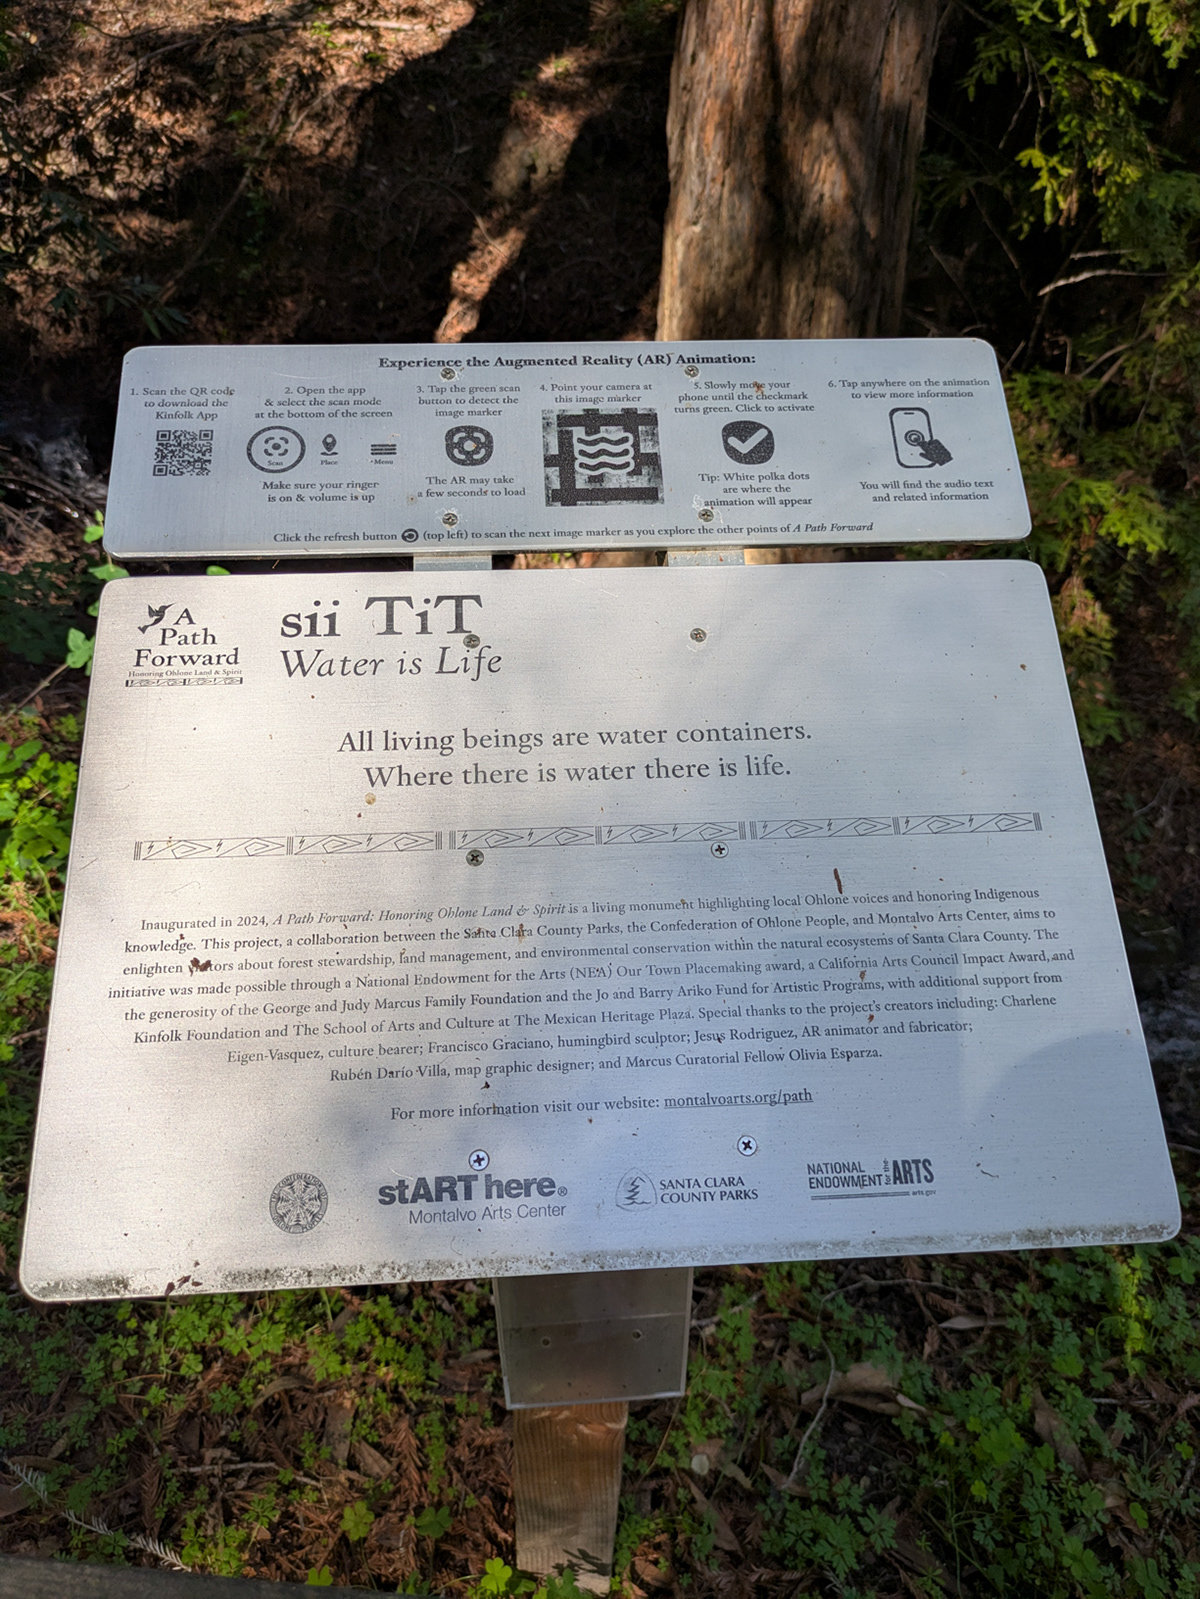 Experience the Augmented Reality (AR) Animation:
1. Scan the QR code
to download the
Kinfolk App
2. Open the app
& select the scan mode
at the bottom of the screen
Scan
Place
Menu
Make sure your ringer
is on & volume is up
3. Tap the green scan
button to detect the
image marker
The AR may take
a few seconds to load
4. Point your camera at
this image marker
5. Slowly move your
phone until the checkmark
turns green. Click to activate
Tip: White polka dots
are where the
animation will appear
6. Tap anywhere on the animation
to view more information
You will find the audio text
and related information
Click the refresh button (top left) to scan the next image marker as you explore the other points of A Path Forward
A
Path
Forward
Honoring Ohlone Land & Spirit
sii TiT
Water is Life
All living beings are water containers.
Where there is water there is life.
Inaugurated in 2024, A Path Forward: Honoring Ohlone Land & Spirit is a living monument highlighting local Ohlone voices and honoring Indigenous
knowledge. This project, a collaboration between the Santa Clara County Parks, the Confederation of Ohlone People, and Montalvo Arts Center, aims to
enlighten visitors about forest stewardship, land management, and environmental conservation within the natural ecosystems of Santa Clara County. The
initiative was made possible through a National Endowment for the Arts (NEA) Our Town Placemaking award, a California Arts Council Impact Award, and
the generosity of the George and Judy Marcus Family Foundation and the Jo and Barry Ariko Fund for Artistic Programs, with additional support from
Kinfolk Foundation and The School of Arts and Culture at The Mexican Heritage Plaza. Special thanks to the project's creators including: Charlene
Eigen-Vasquez, culture bearer; Francisco Graciano, humingbird sculptor; Jesus Rodriguez, AR animator and fabricator;
Rubén Darío Villa, map graphic designer; and Marcus Curatorial Fellow Olivia Esparza.
For more information visit our website: montalvoarts.org/path
stART here®
Montalvo Arts Center
SANTA CLARA
COUNTY PARKS
NATIONAL
ENDOWMENT for the ARTS
arts.gov